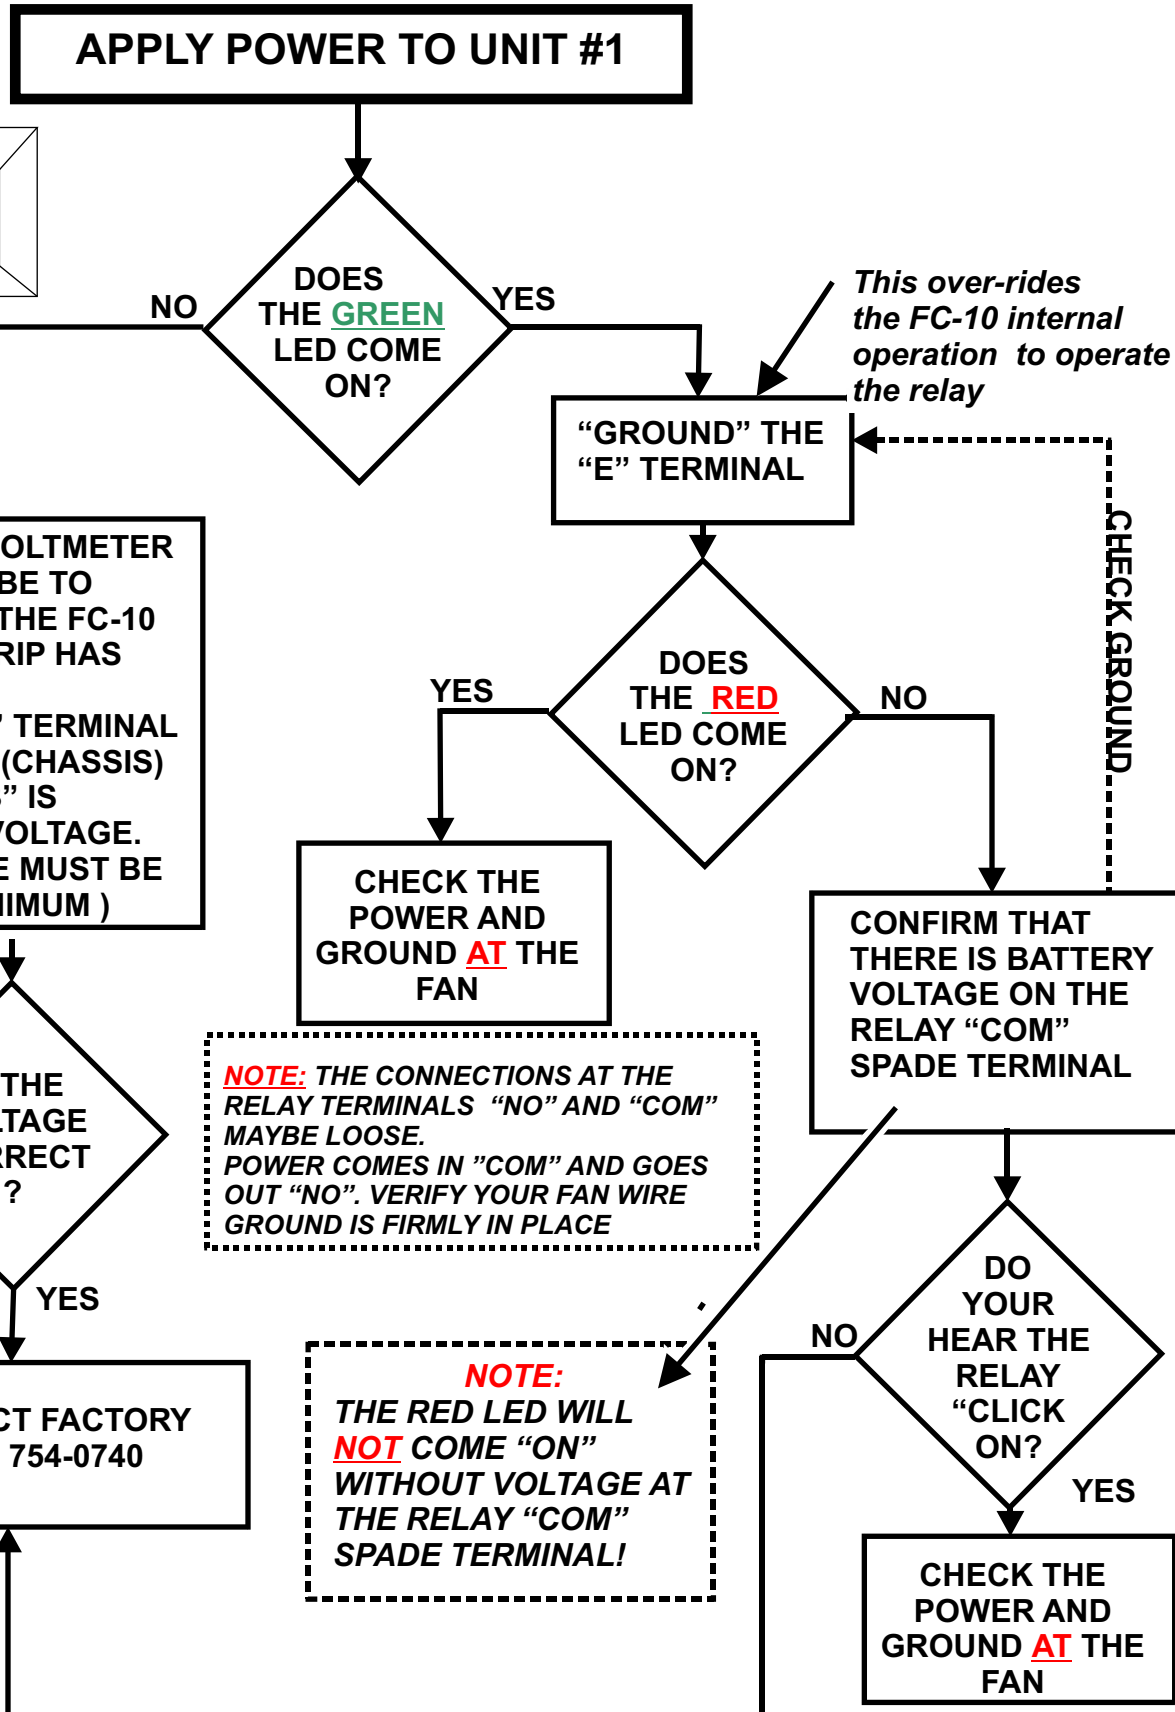 APPLY POWER TO UNIT #1
DOES
THE GREEN
LED COME
ON?
NO
YES
This over-rides
the FC-10 internal
operation to operate
the relay
“GROUND” THE
“E” TERMINAL
CHECK GROUND
DOES
THE RED
LED COME
ON?
YES
NO
OLTMETER
BE TO
THE FC-10
RIP HAS
” TERMINAL
(CHASSIS)
” IS
VOLTAGE.
E MUST BE
NIMUM )
CHECK THE
POWER AND
GROUND AT THE
FAN
CONFIRM THAT
THERE IS BATTERY
VOLTAGE ON THE
RELAY “COM”
SPADE TERMINAL
NOTE: THE CONNECTIONS AT THE
RELAY TERMINALS “NO” AND “COM”
MAYBE LOOSE.
POWER COMES IN ”COM” AND GOES
OUT “NO”. VERIFY YOUR FAN WIRE
GROUND IS FIRMLY IN PLACE
THE
LTAGE
RRECT
?
YES
CT FACTORY
754-0740
NOTE:
THE RED LED WILL
NOT COME “ON”
WITHOUT VOLTAGE AT
THE RELAY “COM”
SPADE TERMINAL!
DO
YOUR
HEAR THE
RELAY
“CLICK
ON?
NO
YES
CHECK THE
POWER AND
GROUND AT THE
FAN